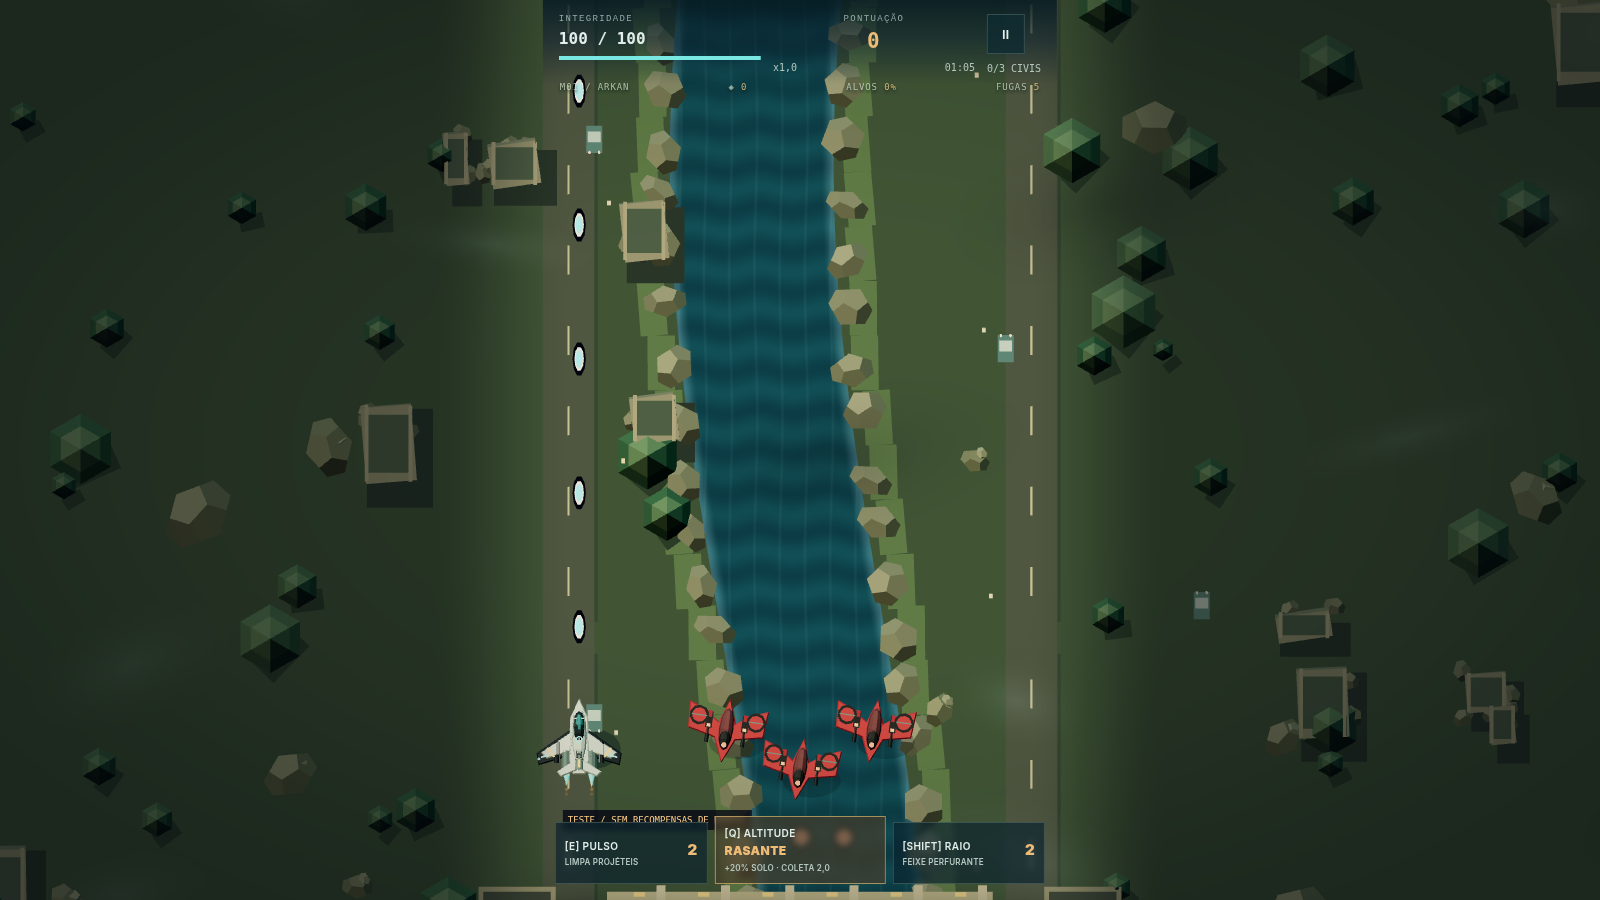 INTEGRIDADE
100 / 100
x1,0
PONTUAÇÃO
0
II
01:05 0/3 CIVIS
/ ARKAN
◆ 0
ALVOS 0%
FUGAS 5
TESTE / SEM RECOMPENSAS DE
[E] PULSO
2
LIMPA PROJÉTEIS
[Q] ALTITUDE
RASANTE
+20% SOLO · COLETA 2,0
[SHIFT] RAIO
2
FEIXE PERFURANTE